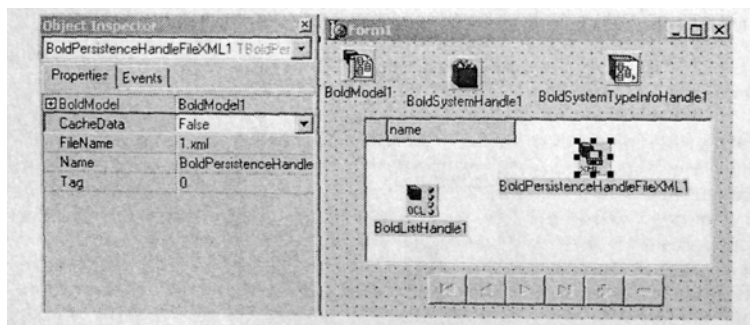 Object Inspector
BoldPersistenceHandleFileXML1 TBoldPer
Properties Events
BoldModel BoldModel1
CacheData False
FileName 1.xml
Name BoldPersistenceHandle
Tag 0
Form1
BoldModel1
BoldSystemHandle1
BoldSystemTypeInfoHandle1
name
XML
BoldPersistenceHandleFileXML1
OCL
BoldListHandle1